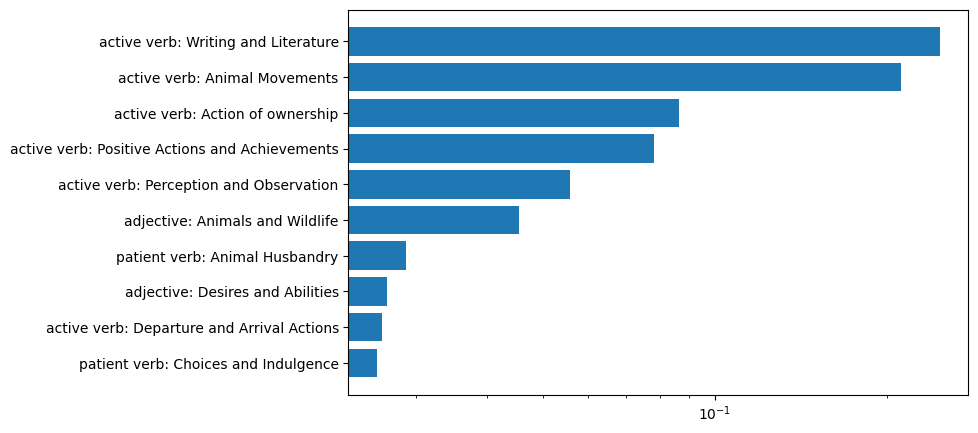 active verb: Writing and Literature
active verb: Animal Movements
active verb: Action of ownership
active verb: Positive Actions and Achievements
active verb: Perception and Observation
adjective: Animals and Wildlife
patient verb: Animal Husbandry
adjective: Desires and Abilities
active verb: Departure and Arrival Actions
patient verb: Choices and Indulgence
10⁻¹